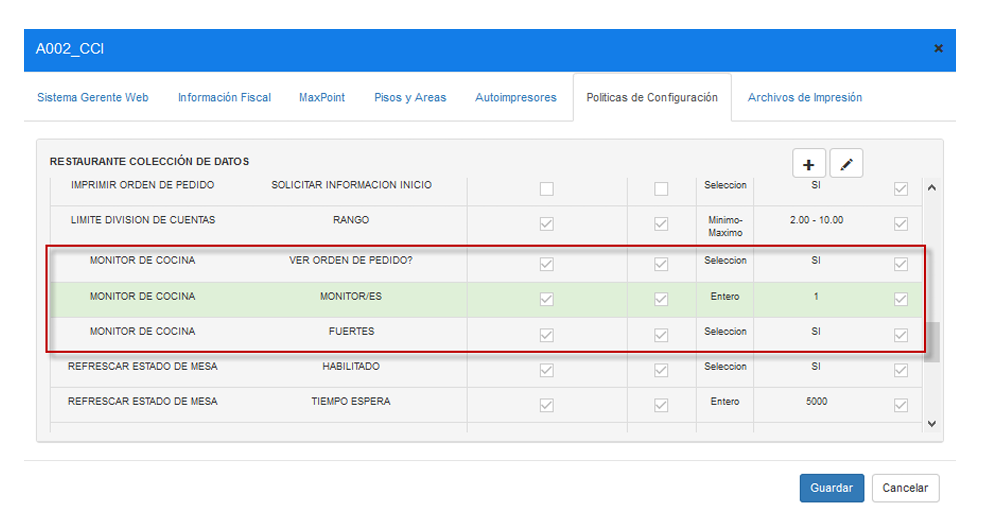 A002_CCI ×
Sistema Gerente Web Información Fiscal MaxPoint Pisos y Areas Autoimpresores Politicas de Configuración Archivos de Impresión
RESTAURANTE COLECCIÓN DE DATOS
IMPRIMIR ORDEN DE PEDIDO SOLICITAR INFORMACION INICIO Seleccion SI
LIMITE DIVISION DE CUENTAS RANGO Minimo-Maximo 2.00 - 10.00
MONITOR DE COCINA VER ORDEN DE PEDIDO? Seleccion SI
MONITOR DE COCINA MONITOR/ES Entero 1
MONITOR DE COCINA FUERTES Seleccion SI
REFRESCAR ESTADO DE MESA HABILITADO Seleccion SI
REFRESCAR ESTADO DE MESA TIEMPO ESPERA Entero 5000
Guardar Cancelar